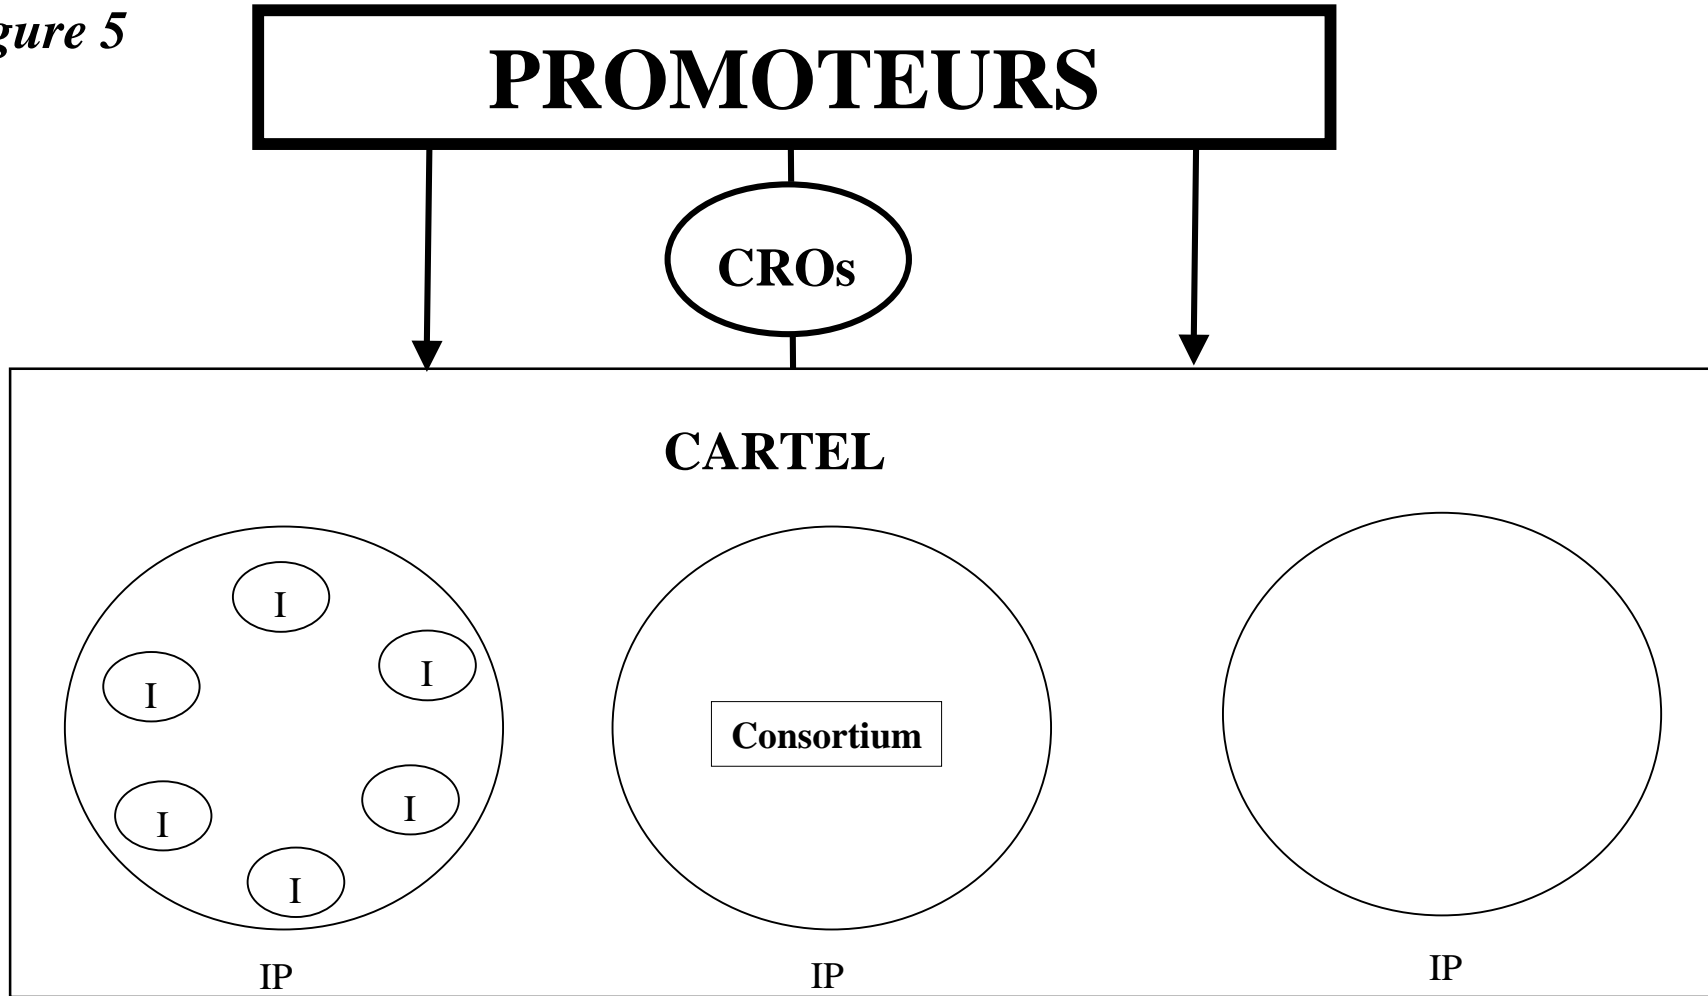 gure 5
PROMOTEURS
CROs
CARTEL
I
I
I
I
I
I
Consortium
IP
IP
IP